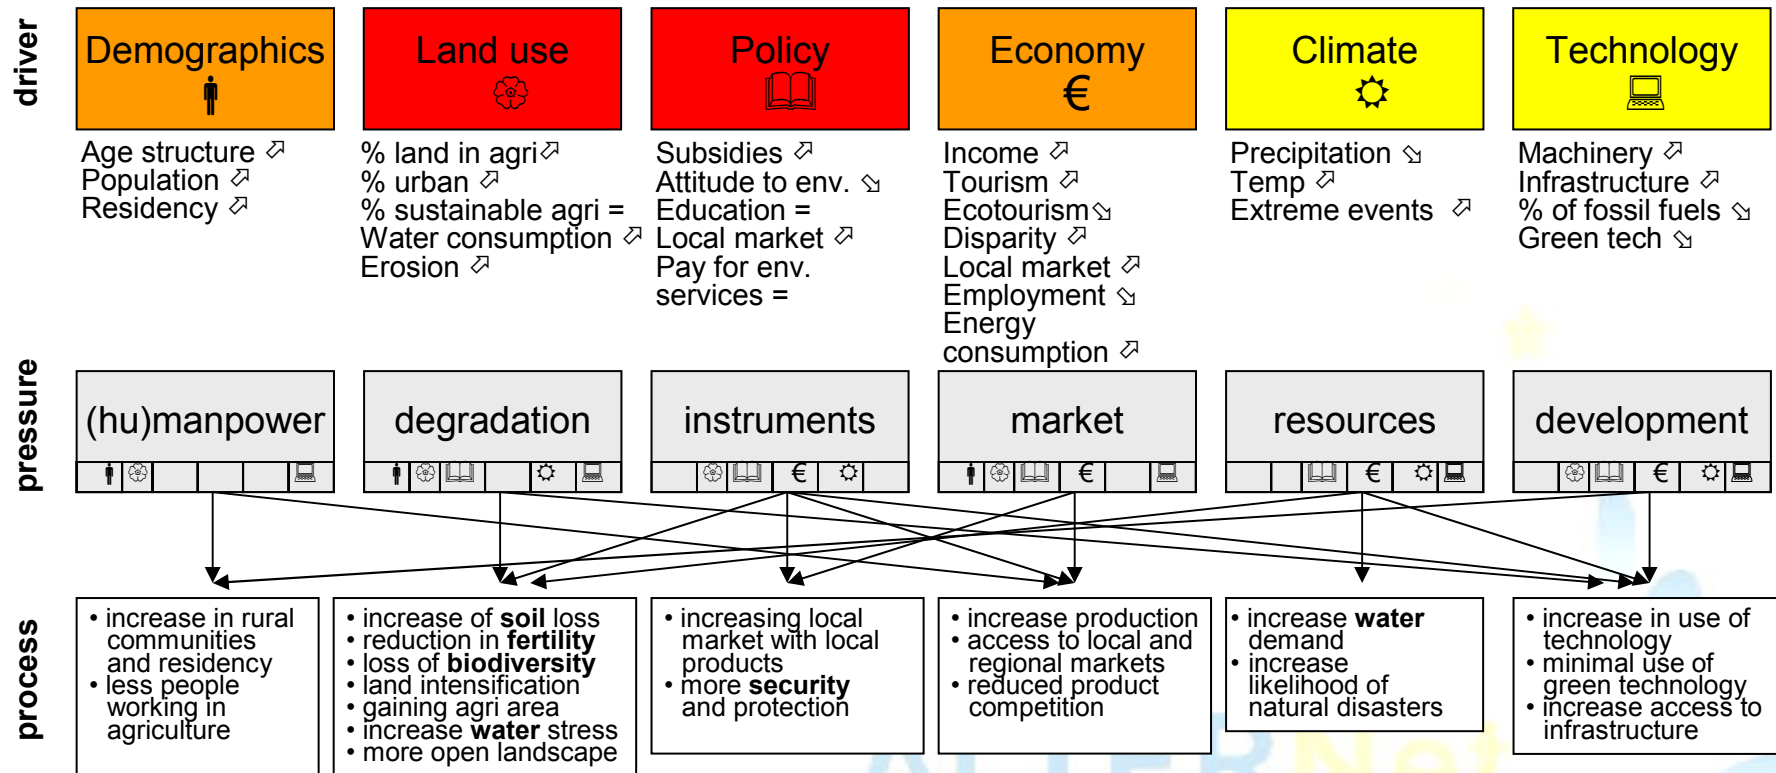 driver
Demographics
Land use
Policy
Economy
€
Climate
Technology
Age structure ⬀
Population ⬀
Residency ⬀
% land in agri⬀
% urban ⬀
% sustainable agri =
Water consumption ⬀
Erosion ⬀
Subsidies ⬀
Attitude to env. ⬂
Education =
Local market ⬀
Pay for env.
services =
Income ⬀
Tourism ⬀
Ecotourism⬂
Disparity ⬀
Local market ⬀
Employment ⬂
Energy
consumption ⬀
Precipitation ⬂
Temp ⬀
Extreme events ⬀
Machinery ⬀
Infrastructure ⬀
% of fossil fuels ⬂
Green tech ⬂
pressure
(hu)manpower
degradation
instruments
€
market
€
resources
€
development
€
process
• increase in rural
communities
and residency
• less people
working in
agriculture
• increase of soil loss
• reduction in fertility
• loss of biodiversity
• land intensification
• gaining agri area
• increase water stress
• more open landscape
• increasing local
market with local
products
• more security
and protection
• increase production
• access to local and
regional markets
• reduced product
competition
• increase water
demand
• increase
likelihood of
natural disasters
• increase in use of
technology
• minimal use of
green technology
• increase access to
infrastructure
ALTERNet